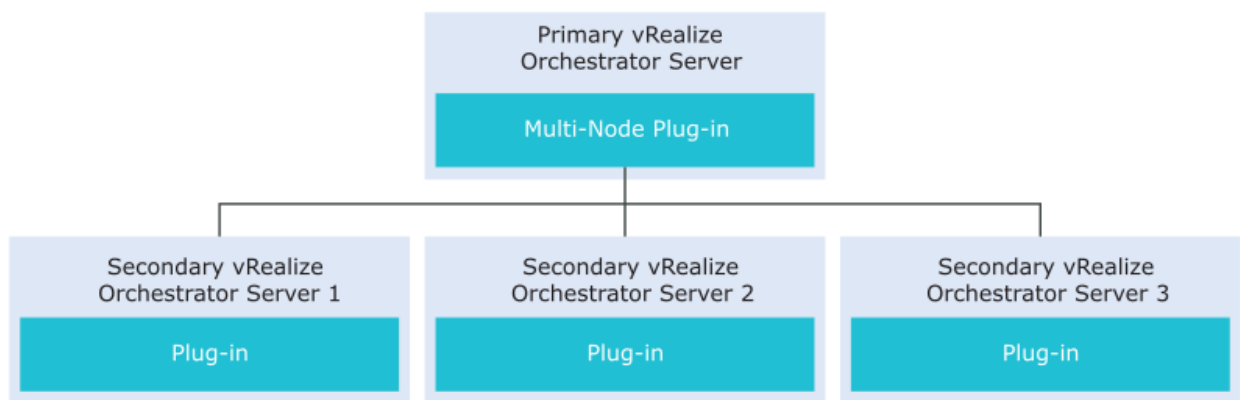 Primary vRealize
Orchestrator Server
Multi-Node Plug-in
Secondary vRealize
Orchestrator Server 1
Plug-in
Secondary vRealize
Orchestrator Server 2
Plug-in
Secondary vRealize
Orchestrator Server 3
Plug-in